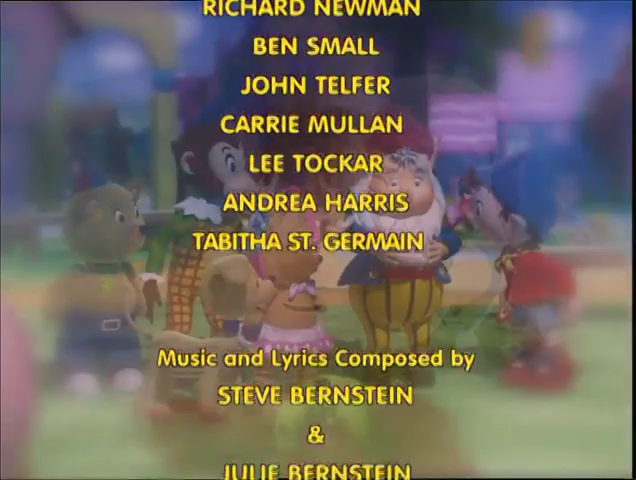 RICHARD NEWMAN
BEN SMALL
JOHN TELFER
CARRIE MULLAN
LEE TOCKAR
ANDREA HARRIS
TABITHA ST. GERMAIN
Music and Lyrics Composed by
STEVE BERNSTEIN
&
JULIE BERNSTEIN